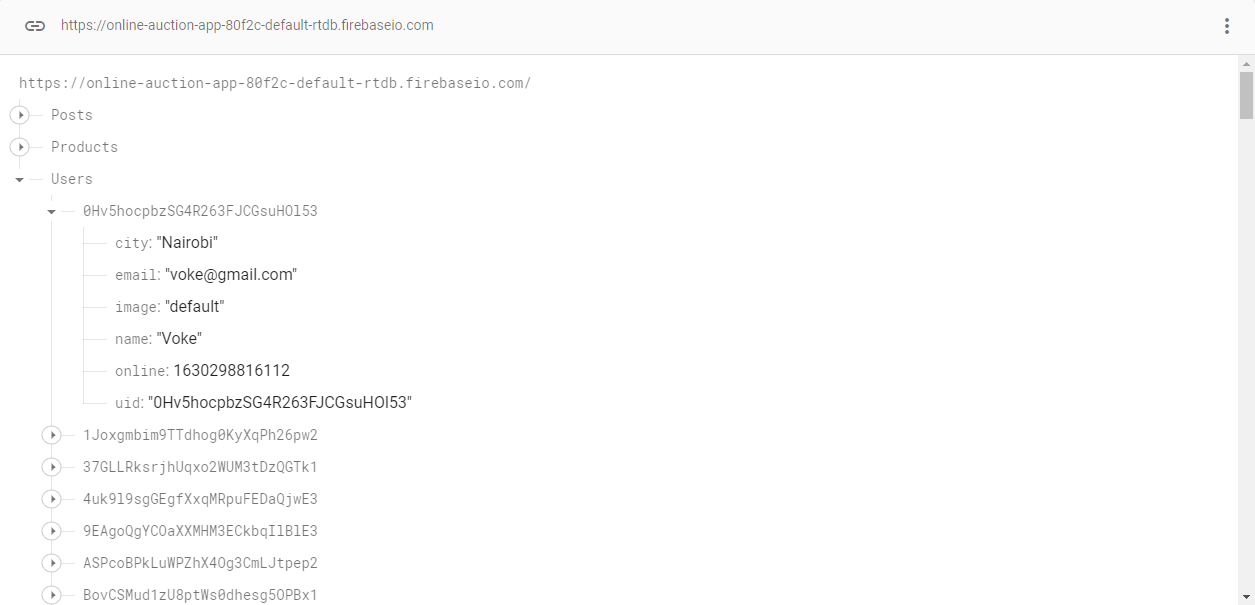 https://online-auction-app-80f2c-default-rtdb.firebaseio.com
https://online-auction-app-80f2c-default-rtdb.firebaseio.com/
Posts
Products
Users
0Hv5hocpbzSG4R263FJCGsuHOl53
city: "Nairobi"
email: "voke@gmail.com"
image: "default"
name: "Voke"
online: 1630298816112
uid: "0Hv5hocpbzSG4R263FJCGsuHOl53"
1Joxgmbim9TTdhog0KyXqPh26pw2
37GLLRksrjhUqxo2WUM3tDzQGTk1
4uk9l9sgGEgfXxqMRpuFEDaQjwE3
9EAgoQgYCOaXXMHM3ECkbqIlBlE3
ASPcoBPkLuWPZhX4Og3CmLJtpep2
BovCSMud1zU8ptWs0dhesg5OPBx1